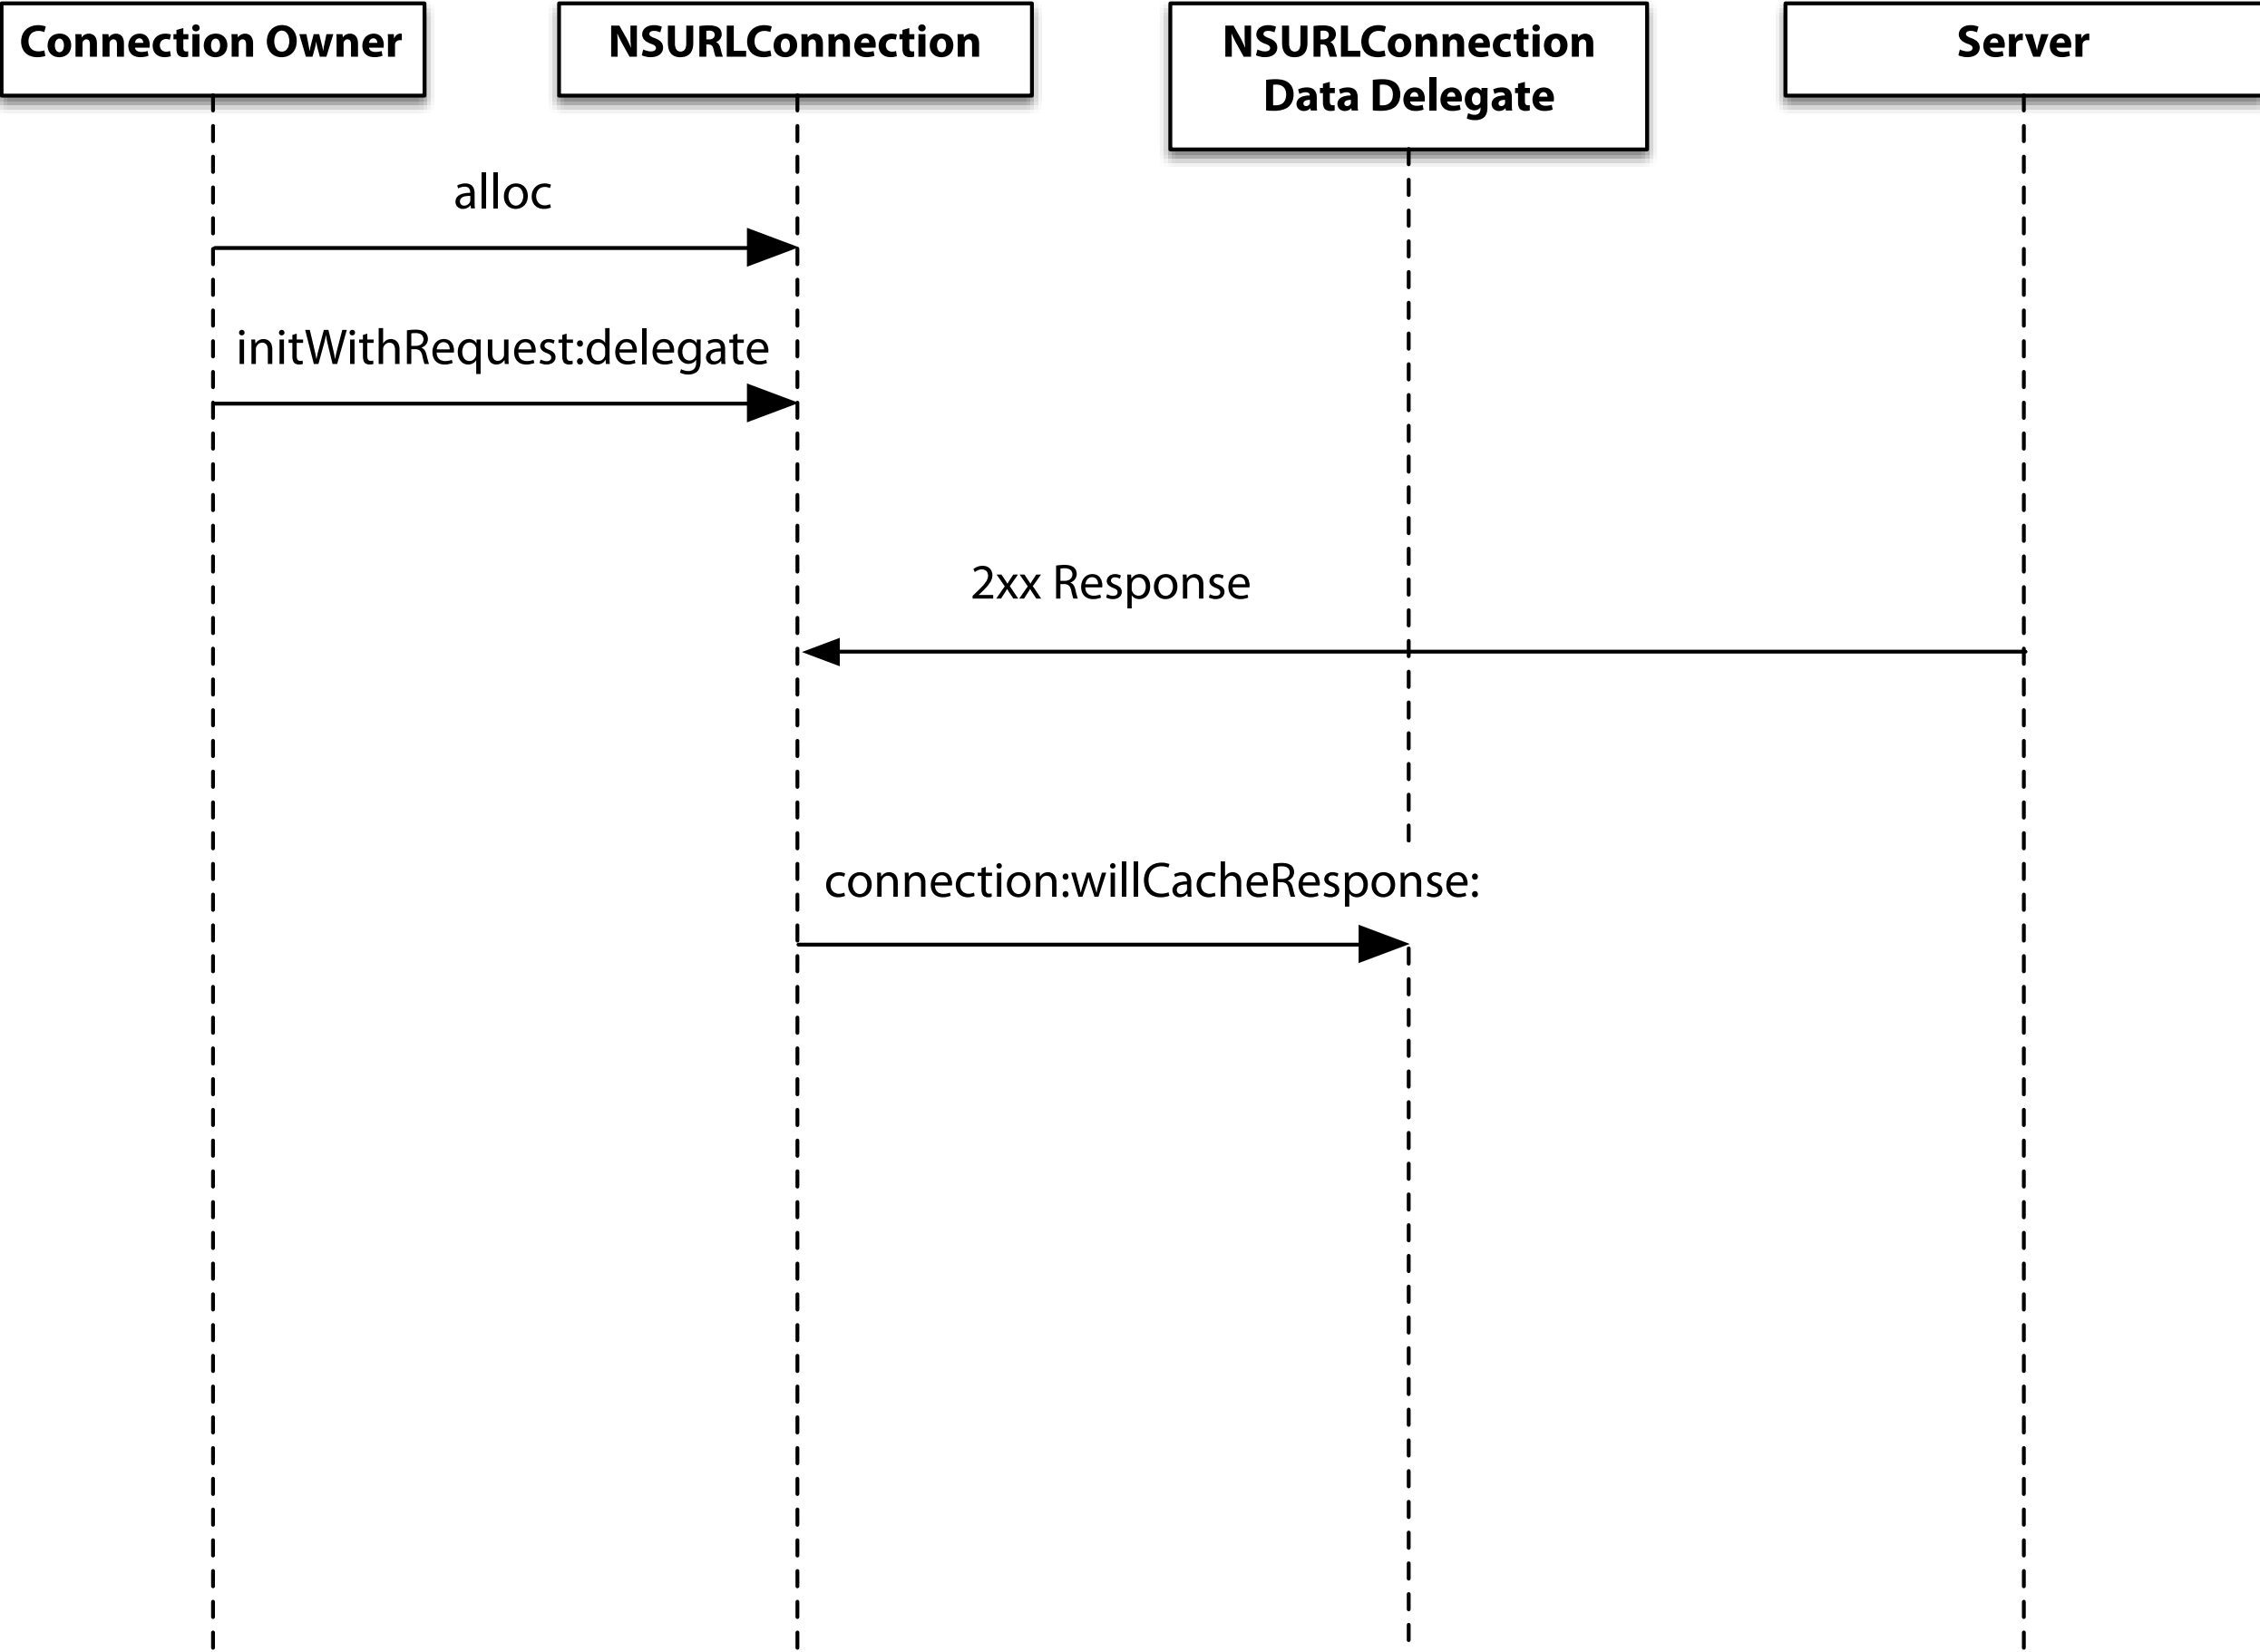 Connection Owner
NSURLConnection
NSURLConnection
Data Delegate
Server
alloc
initWithRequest:delegate
2xx Response
connection:willCacheResponse: